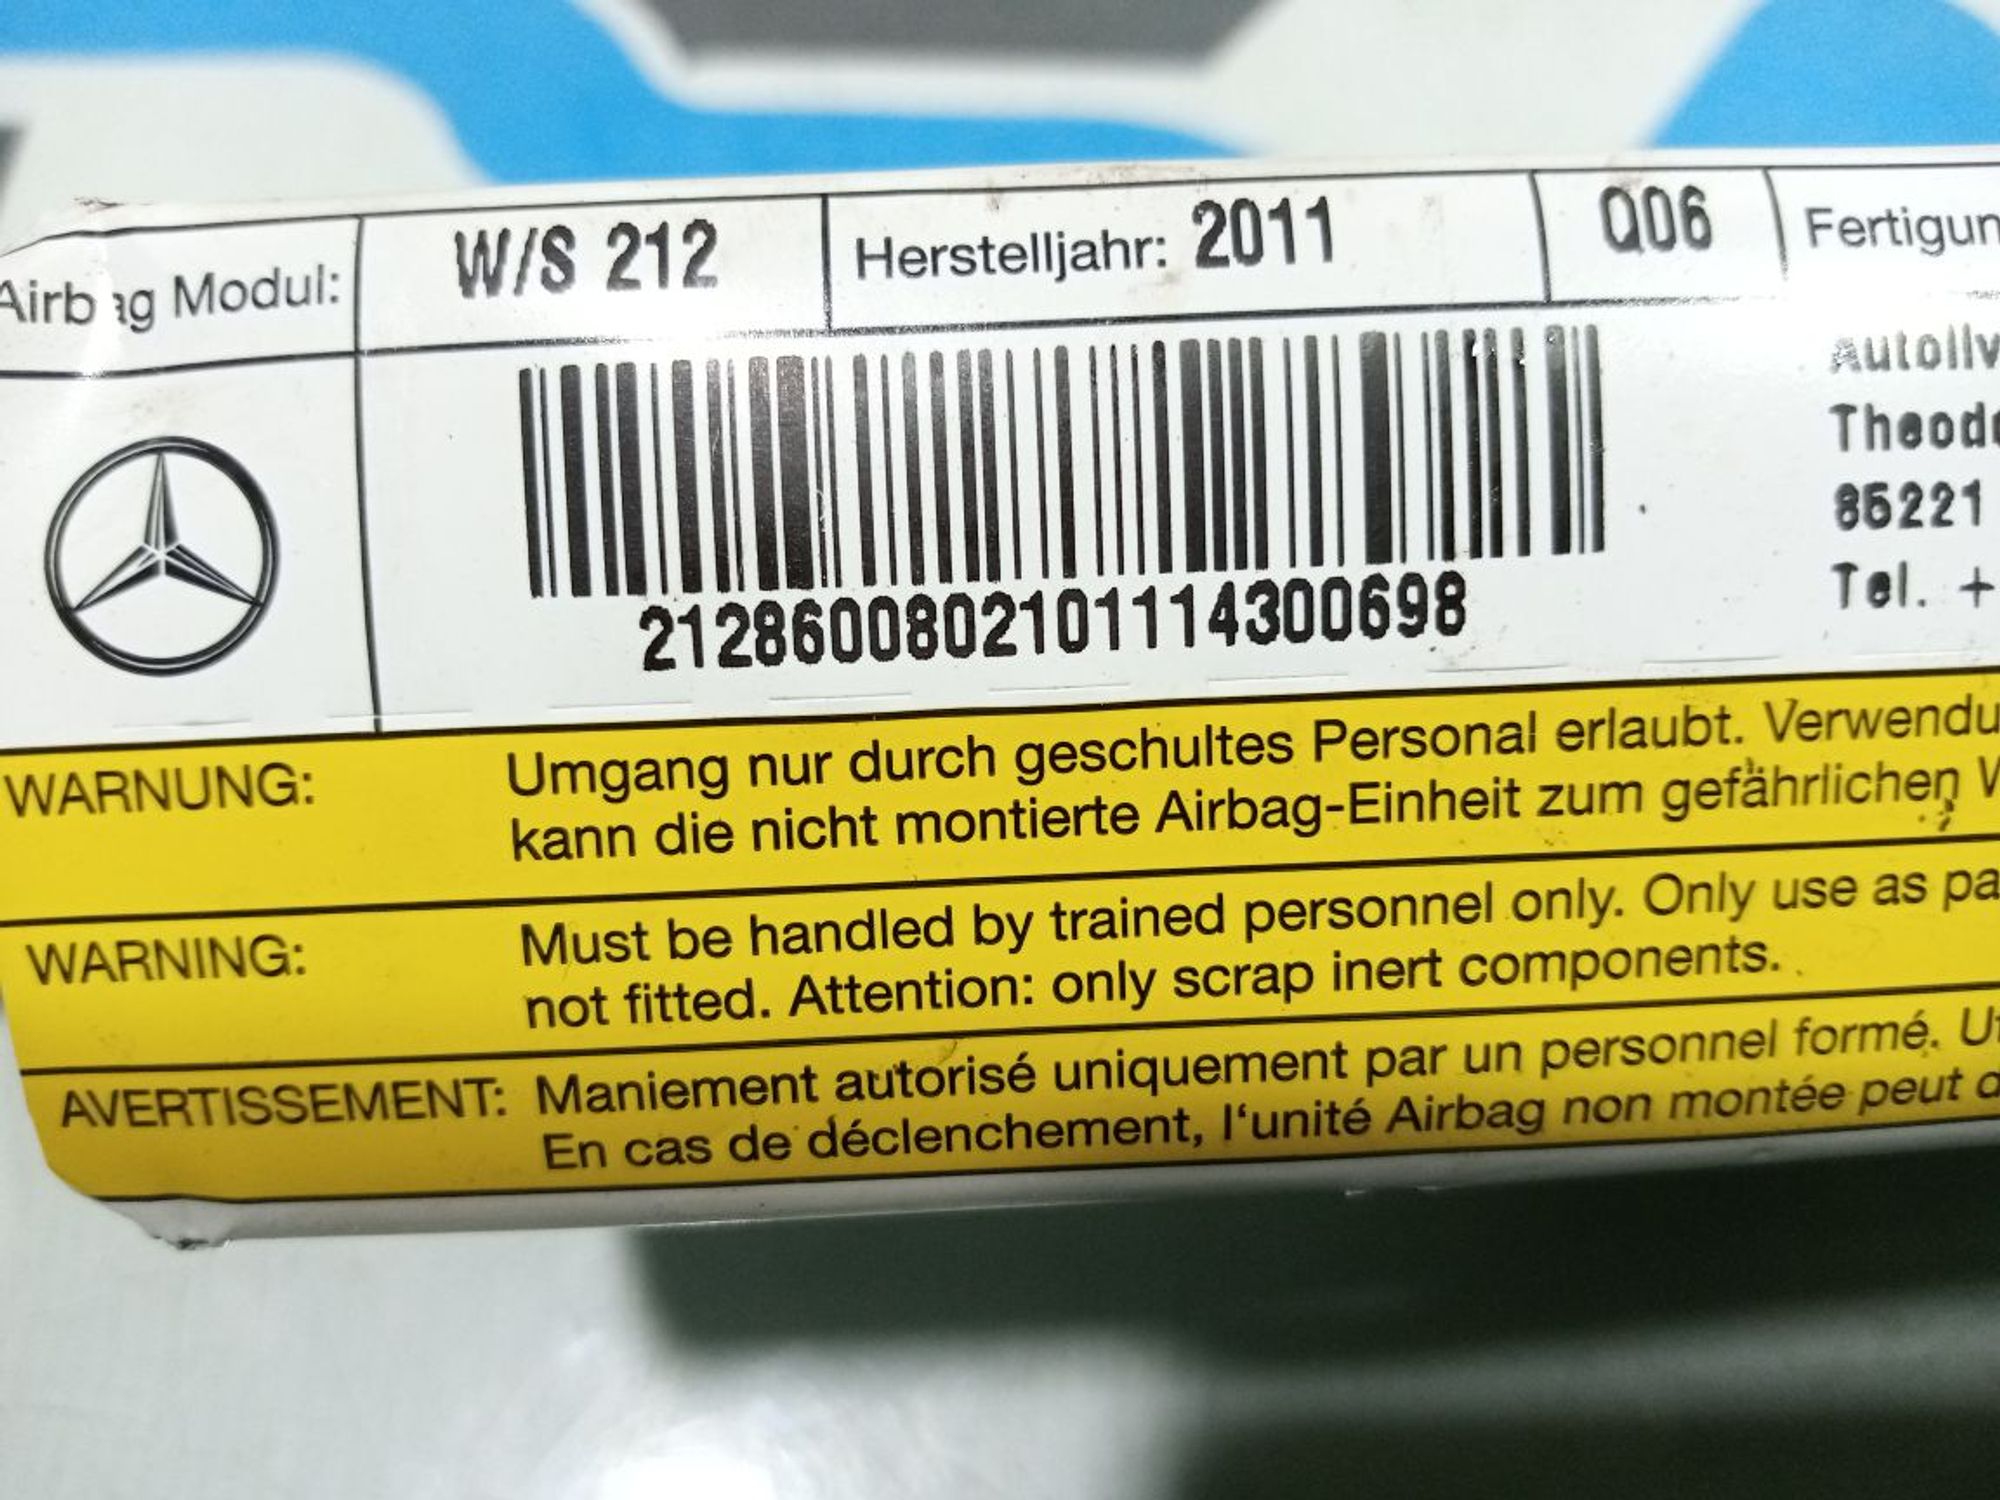 Airbag Modul: W/S 212 Herstelljahr: 2011 Q06 Fertigun
Autoliv
2128600802101114300698
Theodo
85221
Tel. +
WARNUNG: Umgang nur durch geschultes Personal erlaubt. Verwendu
kann die nicht montierte Airbag-Einheit zum gefährlichen W
WARNING: Must be handled by trained personnel only. Only use as pa
not fitted. Attention: only scrap inert components.
AVERTISSEMENT: Maniement autorisé uniquement par un personnel formé. Ut
En cas de déclenchement, l'unité Airbag non montée peut d